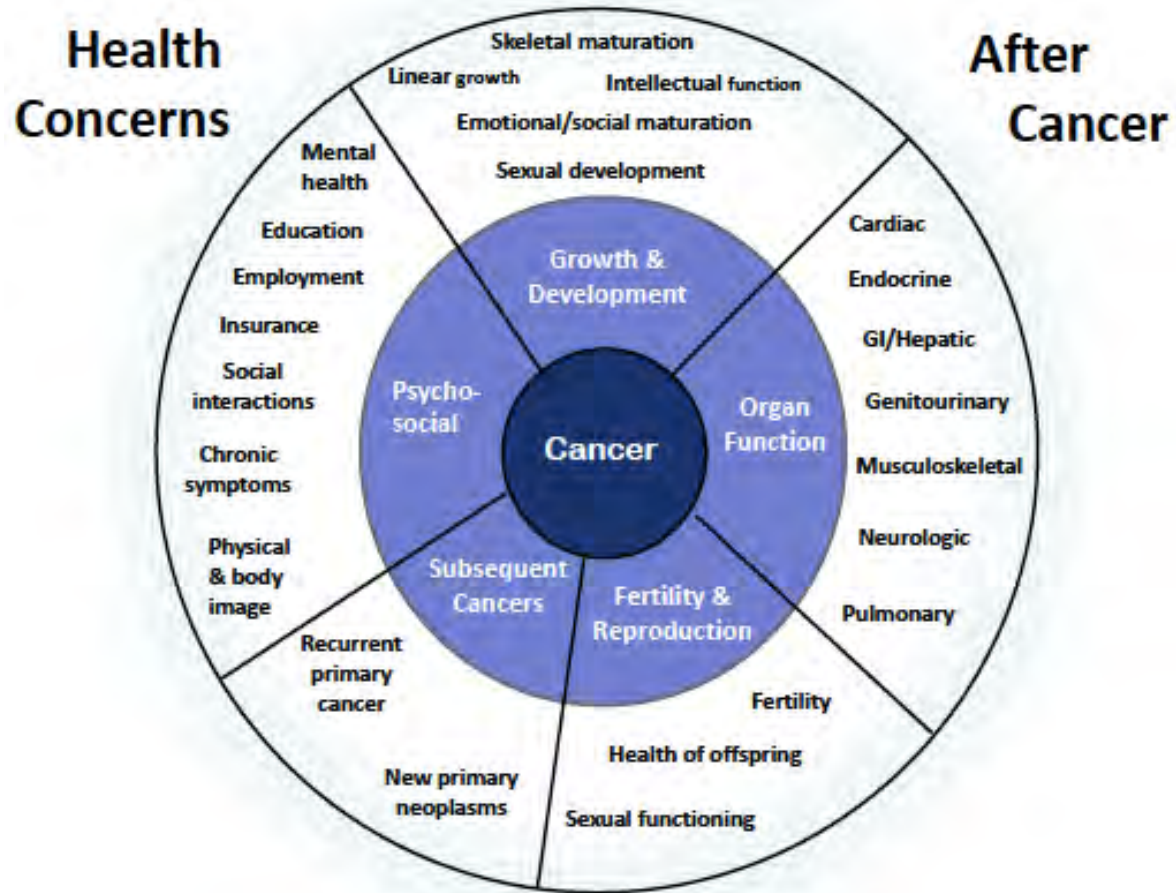 Health
Concerns
After
Cancer
Skeletal maturation
Linear growth
Intellectual function
Emotional/social maturation
Sexual development
Growth &
Development
Cardiac
Endocrine
GI/Hepatic
Genitourinary
Musculoskeletal
Neurologic
Pulmonary
Organ
Function
Fertility &
Reproduction
Fertility
Health of offspring
Sexual functioning
Subsequent
Cancers
Recurrent
primary
cancer
New primary
neoplasms
Psycho-
social
Mental
health
Education
Employment
Insurance
Social
interactions
Chronic
symptoms
Physical
& body
image
Cancer